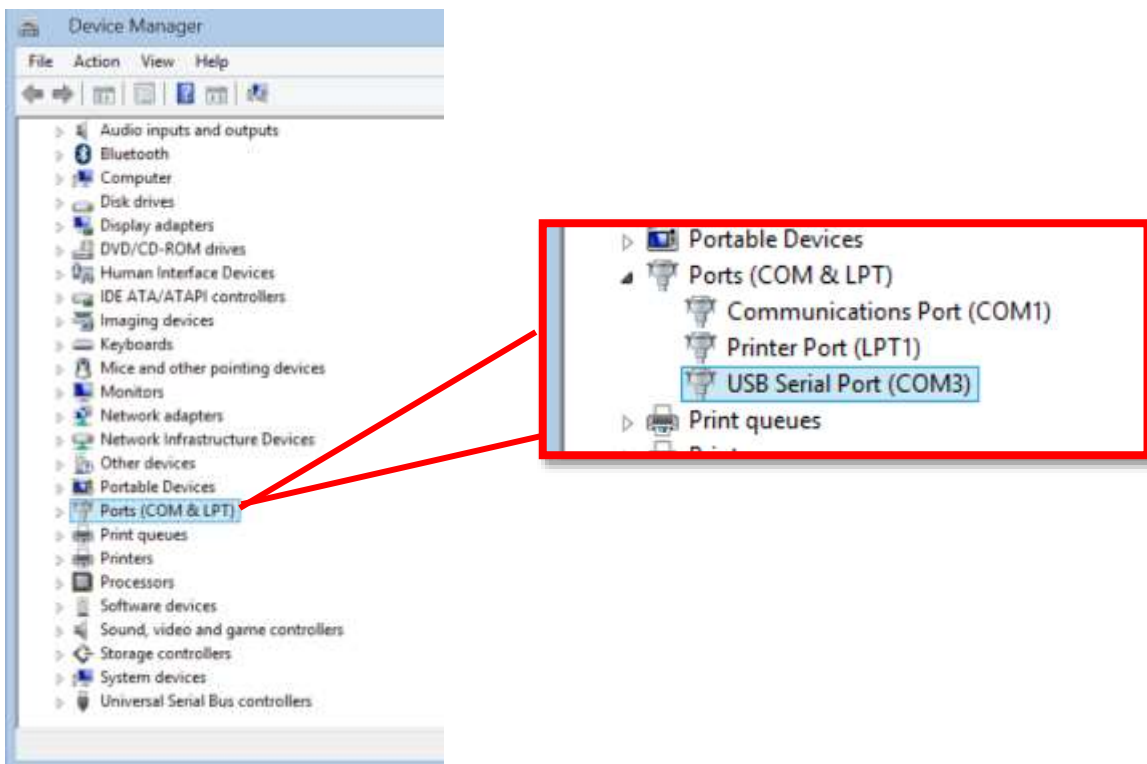 Device Manager
File Action View Help
Audio inputs and outputs
Bluetooth
Computer
Disk drives
Display adapters
DVD/CD-ROM drives
Human Interface Devices
IDE ATA/ATAPI controllers
Imaging devices
Keyboards
Mice and other pointing devices
Monitors
Network adapters
Network Infrastructure Devices
Other devices
Portable Devices
Ports (COM & LPT)
Print queues
Printers
Processors
Software devices
Sound, video and game controllers
Storage controllers
System devices
Universal Serial Bus controllers
Portable Devices
Ports (COM & LPT)
Communications Port (COM1)
Printer Port (LPT1)
USB Serial Port (COM3)
Print queues